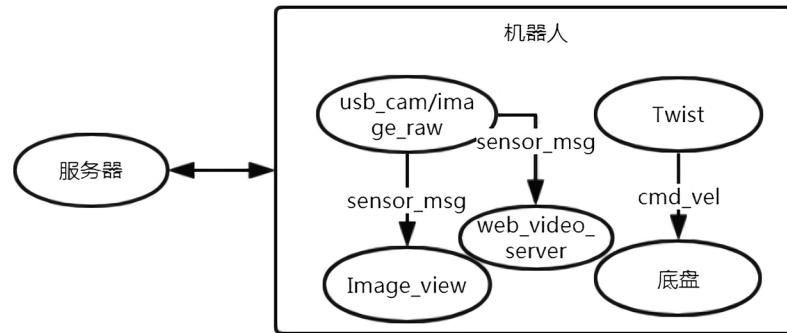 机器人
usb_cam/ima
ge_raw
Twist
sensor_msg
服务器
sensor_msg
cmd_vel
web_video_
server
Image_view
底盘